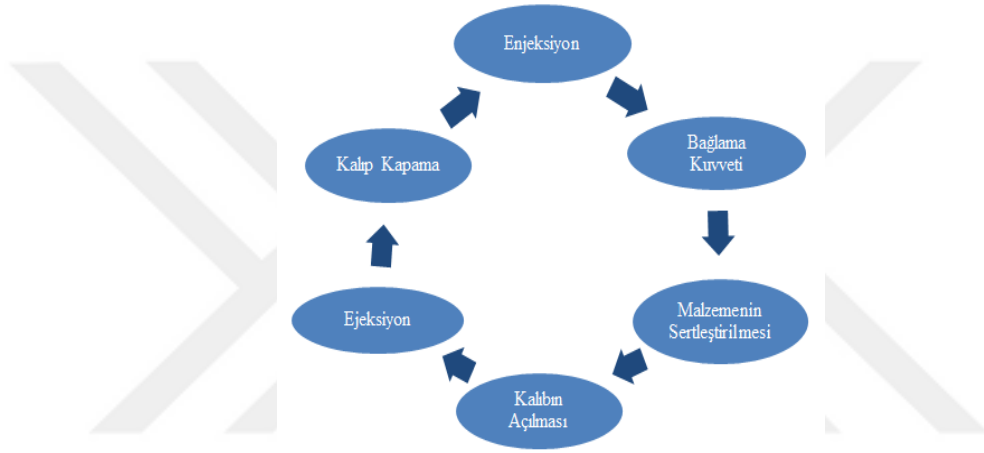 Enjeksiyon
Bağlama
Kuvveti
Malzemenin
Sertleştirilmesi
Kalıbın
Açılması
Ejeksiyon
Kalıp Kapama